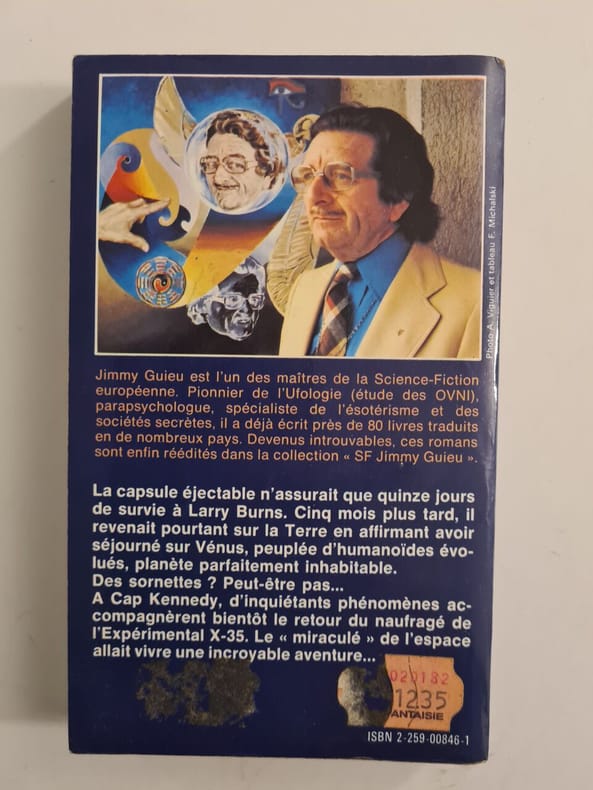 Photo A. Viguier et tableau F. Michalski
Jimmy Guieu est l'un des maîtres de la Science-Fiction
européenne. Pionnier de l'Ufologie (étude des OVNI),
parapsychologue, spécialiste de l'ésotérisme et des
sociétés secrètes, il a déjà écrit près de 80 livres traduits
en de nombreux pays. Devenus introuvables, ces romans
sont enfin réédités dans la collection « SF Jimmy Guieu ».
La capsule éjectable n'assurait que quinze jours
de survie à Larry Burns. Cinq mois plus tard, il
revenait pourtant sur la Terre en affirmant avoir
séjourné sur Vénus, peuplée d'humanoïdes évo-
lués, planète parfaitement inhabitable.
Des sornettes ? Peut-être pas...
A Cap Kennedy, d'inquiétants phénomènes ac-
compagnèrent bientôt le retour du naufragé de
l'Expérimental X-35. Le « miraculé » de l'espace
allait vivre une incroyable aventure...
020182
1235
ANTAISIE
ISBN 2-259-00846-1